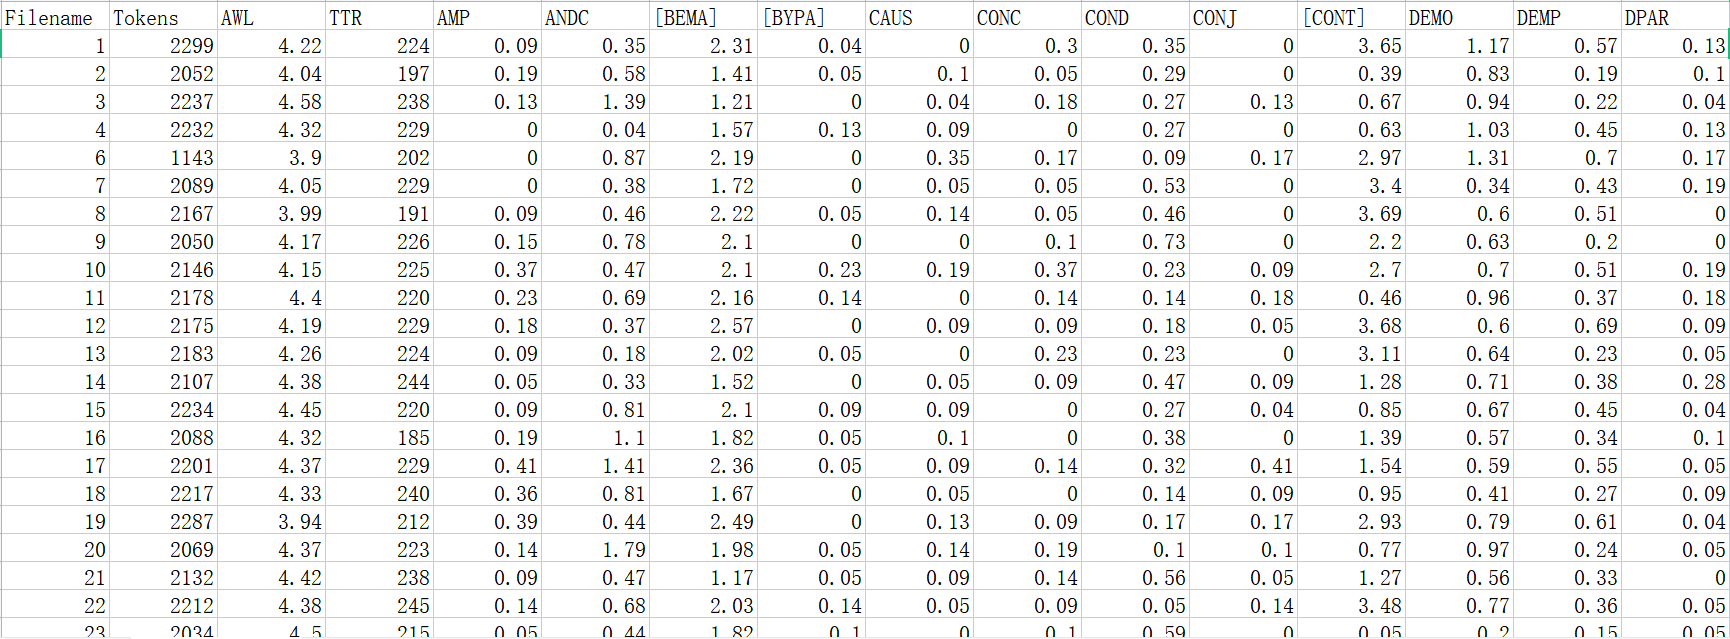 Filename Tokens AWL TTR AMP ANDC [BEMA] [BYPA] CAUS CONC COND CONJ [CONT] DEMO DEMP DPAR
1 2299 4.22 224 0.09 0.35 2.31 0.04 0 0.3 0.35 0 3.65 1.17 0.57 0.13
2 2052 4.04 197 0.19 0.58 1.41 0.05 0.1 0.05 0.29 0 0.39 0.83 0.19 0.1
3 2237 4.58 238 0.13 1.39 1.21 0 0.04 0.18 0.27 0.13 0.67 0.94 0.22 0.04
4 2232 4.32 229 0 0.04 1.57 0.13 0.09 0 0.27 0 0.63 1.03 0.45 0.13
6 1143 3.9 202 0 0.87 2.19 0 0.35 0.17 0.09 0.17 2.97 1.31 0.7 0.17
7 2089 4.05 229 0 0.38 1.72 0 0.05 0.05 0.53 0 3.4 0.34 0.43 0.19
8 2167 3.99 191 0.09 0.46 2.22 0.05 0.14 0.05 0.46 0 3.69 0.6 0.51 0
9 2050 4.17 226 0.15 0.78 2.1 0 0 0.1 0.73 0 2.2 0.63 0.2 0
10 2146 4.15 225 0.37 0.47 2.1 0.23 0.19 0.37 0.23 0.09 2.7 0.7 0.51 0.19
11 2178 4.4 220 0.23 0.69 2.16 0.14 0 0.14 0.14 0.18 0.46 0.96 0.37 0.18
12 2175 4.19 229 0.18 0.37 2.57 0 0.09 0.09 0.18 0.05 3.68 0.6 0.69 0.09
13 2183 4.26 224 0.09 0.18 2.02 0.05 0 0.23 0.23 0 3.11 0.64 0.23 0.05
14 2107 4.38 244 0.05 0.33 1.52 0 0.05 0.09 0.47 0.09 1.28 0.71 0.38 0.28
15 2234 4.45 220 0.09 0.81 2.1 0.09 0.09 0 0.27 0.04 0.85 0.67 0.45 0.04
16 2088 4.32 185 0.19 1.1 1.82 0.05 0.1 0 0.38 0 1.39 0.57 0.34 0.1
17 2201 4.37 229 0.41 1.41 2.36 0.05 0.09 0.14 0.32 0.41 1.54 0.59 0.55 0.05
18 2217 4.33 240 0.36 0.81 1.67 0 0.05 0 0.14 0.09 0.95 0.41 0.27 0.09
19 2287 3.94 212 0.39 0.44 2.49 0 0.13 0.09 0.17 0.17 2.93 0.79 0.61 0.04
20 2069 4.37 223 0.14 1.79 1.98 0.05 0.14 0.19 0.1 0.1 0.77 0.97 0.24 0.05
21 2132 4.42 238 0.09 0.47 1.17 0.05 0.09 0.14 0.56 0.05 1.27 0.56 0.33 0
22 2212 4.38 245 0.14 0.68 2.03 0.14 0.05 0.09 0.05 0.14 3.48 0.77 0.36 0.05
23 2034 4.5 215 0.05 0.44 1.82 0.1 0 0.1 0.59 0 0.05 0.2 0.15 0.05